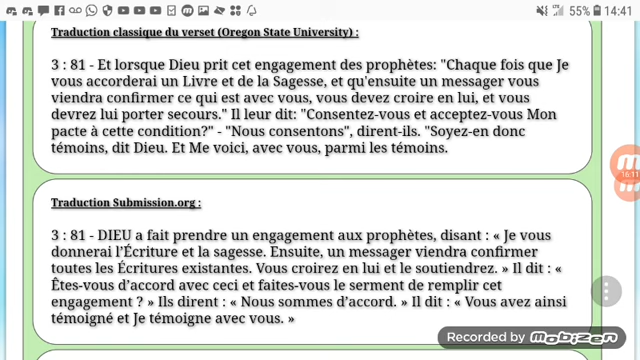 55% 14:41
Traduction classique du verset (Oregon State University) :
3 : 81 - Et lorsque Dieu prit cet engagement des prophètes: "Chaque fois que Je
vous accorderai un Livre et de la Sagesse, et qu'ensuite un messager vous
viendra confirmer ce qui est avec vous, vous devez croire en lui, et vous
devrez lui porter secours." Il leur dit: "Consentez-vous et acceptez-vous Mon
pacte à cette condition?" - "Nous consentons", dirent-ils. "Soyez-en donc
témoins, dit Dieu. Et Me voici, avec vous, parmi les témoins.
16:11
Traduction Submission.org :
3 : 81 - DIEU a fait prendre un engagement aux prophètes, disant : « Je vous
donnerai l'Écriture et la sagesse. Ensuite, un messager viendra confirmer
toutes les Écritures existantes. Vous croirez en lui et le soutiendrez. » Il dit : «
Êtes-vous d'accord avec ceci et faites-vous le serment de remplir cet
engagement ? » Ils dirent : « Nous sommes d'accord. » Il dit : « Vous avez ainsi
témoigné et Je témoigne avec vous. »
Recorded by Mobizen